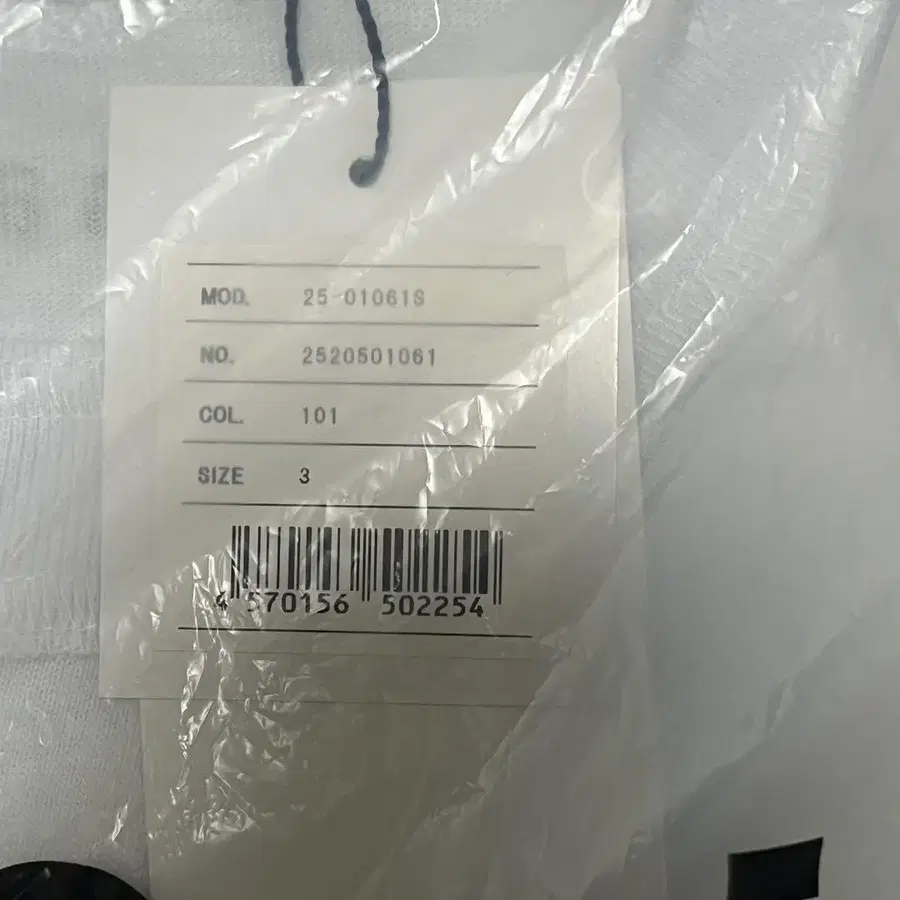 MOD. 25-01061S
NO. 2520501061
COL. 101
SIZE 3
4 570156 502254